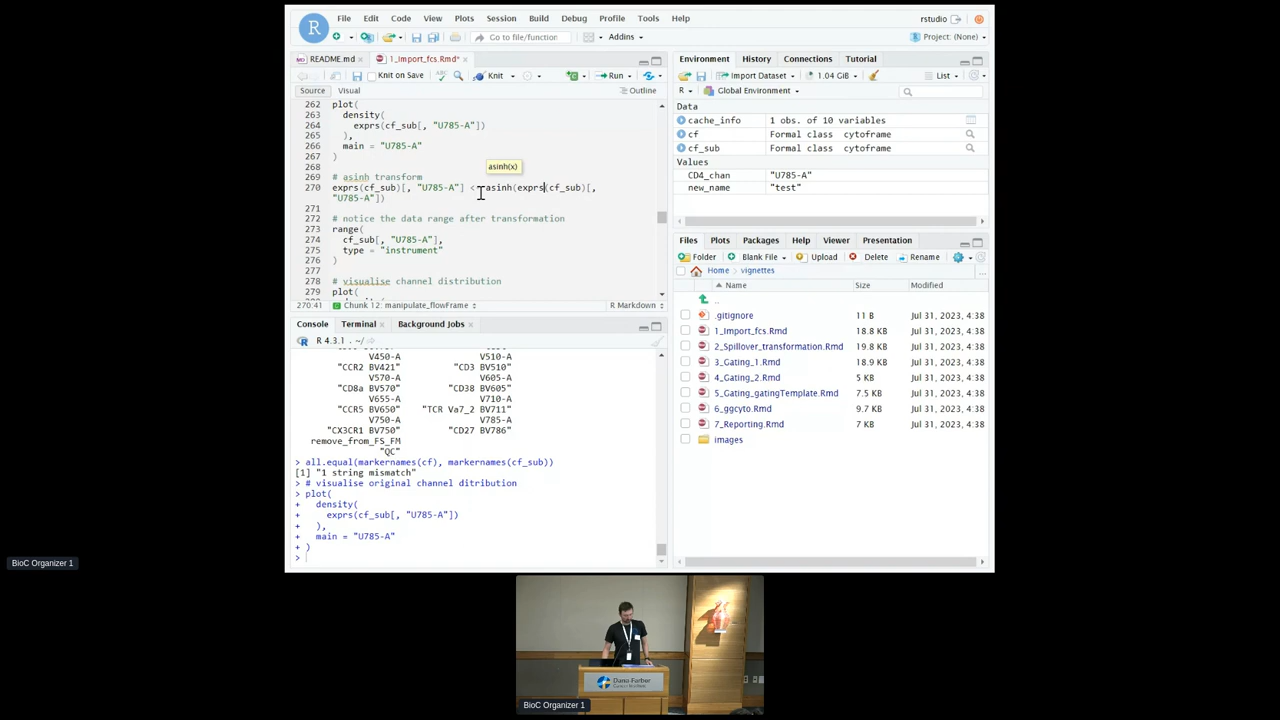 File Edit Code View Plots Session Build Debug Profile Tools Help
rstudio
Go to file/function
Addins
Project: (None)
README.md
1_Import_fcs.Rmd*
Knit on Save
Knit
Run
Source
Visual
Outline
262 plot(
263 density(
264 exprs(cf_sub[, "U785-A"])
265 ),
266 main = "U785-A"
267 )
268
asinh(x)
269 # asinh transform
270 exprs(cf_sub)[, "U785-A"] <- asinh(exprs(cf_sub)[,
"U785-A"])
271
272 # notice the data range after transformation
273 range(
274 cf_sub[, "U785-A"],
275 type = "instrument"
276 )
277
278 # visualise channel distribution
279 plot(
270:41
Chunk 12: manipulate_flowFrame
R Markdown
Console
Terminal
Background Jobs
R 4.3.1 . ~/
V450-A V510-A
"CCR2 BV421" "CD3 BV510"
V570-A V605-A
"CD8a BV570" "CD38 BV605"
V655-A V710-A
"CCR5 BV650" "TCR Va7_2 BV711"
V750-A V785-A
"CX3CR1 BV750" "CD27 BV786"
remove_from_FS_FM
"QC"
> all.equal(markernames(cf), markernames(cf_sub))
[1] "1 string mismatch"
> # visualise original channel ditribution
> plot(
+ density(
+ exprs(cf_sub[, "U785-A"])
+ ),
+ main = "U785-A"
+ )
>
Environment
History
Connections
Tutorial
Import Dataset
1.04 GiB
List
R
Global Environment
Data
cache_info 1 obs. of 10 variables
cf Formal class cytoframe
cf_sub Formal class cytoframe
Values
CD4_chan "U785-A"
new_name "test"
Files
Plots
Packages
Help
Viewer
Presentation
Folder
Blank File
Upload
Delete
Rename
Home
vignettes
...
Name Size Modified
..
.gitignore 11 B Jul 31, 2023, 4:38
1_Import_fcs.Rmd 18.8 KB Jul 31, 2023, 4:38
2_Spillover_transformation.Rmd 19.8 KB Jul 31, 2023, 4:38
3_Gating_1.Rmd 18.9 KB Jul 31, 2023, 4:38
4_Gating_2.Rmd 5 KB Jul 31, 2023, 4:38
5_Gating_gatingTemplate.Rmd 7.5 KB Jul 31, 2023, 4:38
6_ggcyto.Rmd 9.7 KB Jul 31, 2023, 4:38
7_Reporting.Rmd 7 KB Jul 31, 2023, 4:38
images
BioC Organizer 1
Dana Farber
BioC Organizer 1